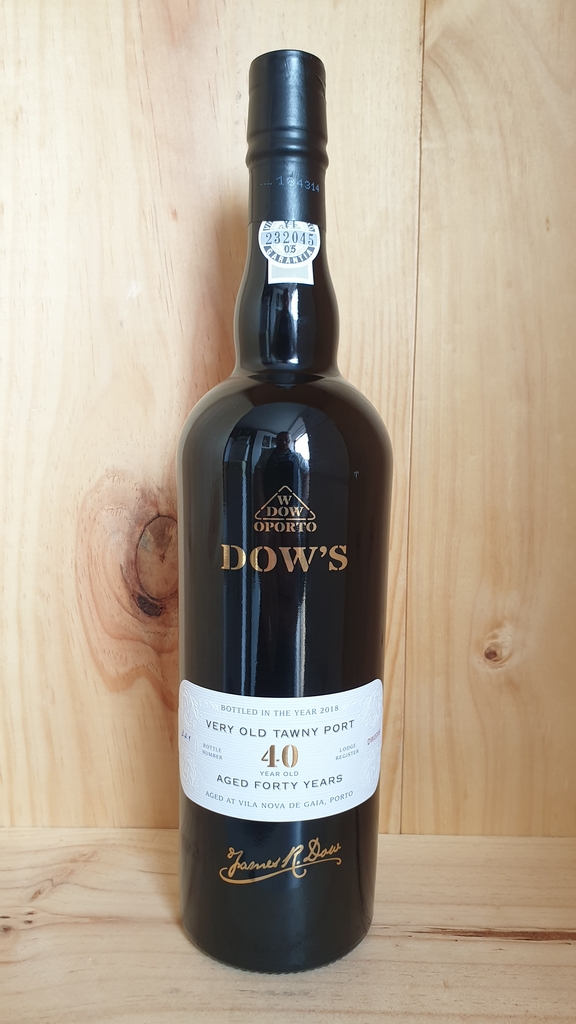 184314
232045
05
GARANTIA
W
DOW
OPORTO
DOW'S
BOTTLED IN THE YEAR 2018
VERY OLD TAWNY PORT
BOTTLE NUMBER
40
LODGE REGISTER
YEAR OLD
AGED FORTY YEARS
AGED AT VILA NOVA DE GAIA, PORTO
James R. Dow